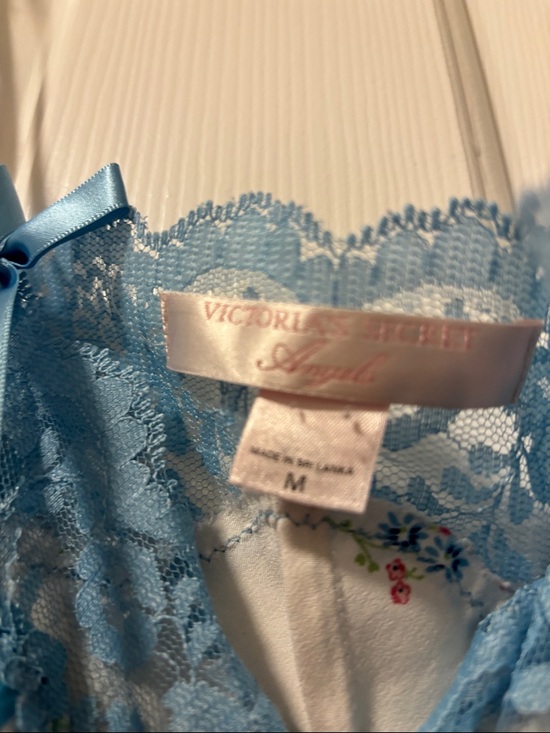 VICTORIA'S SECRET
Angels
MADE IN SRI LANKA
M